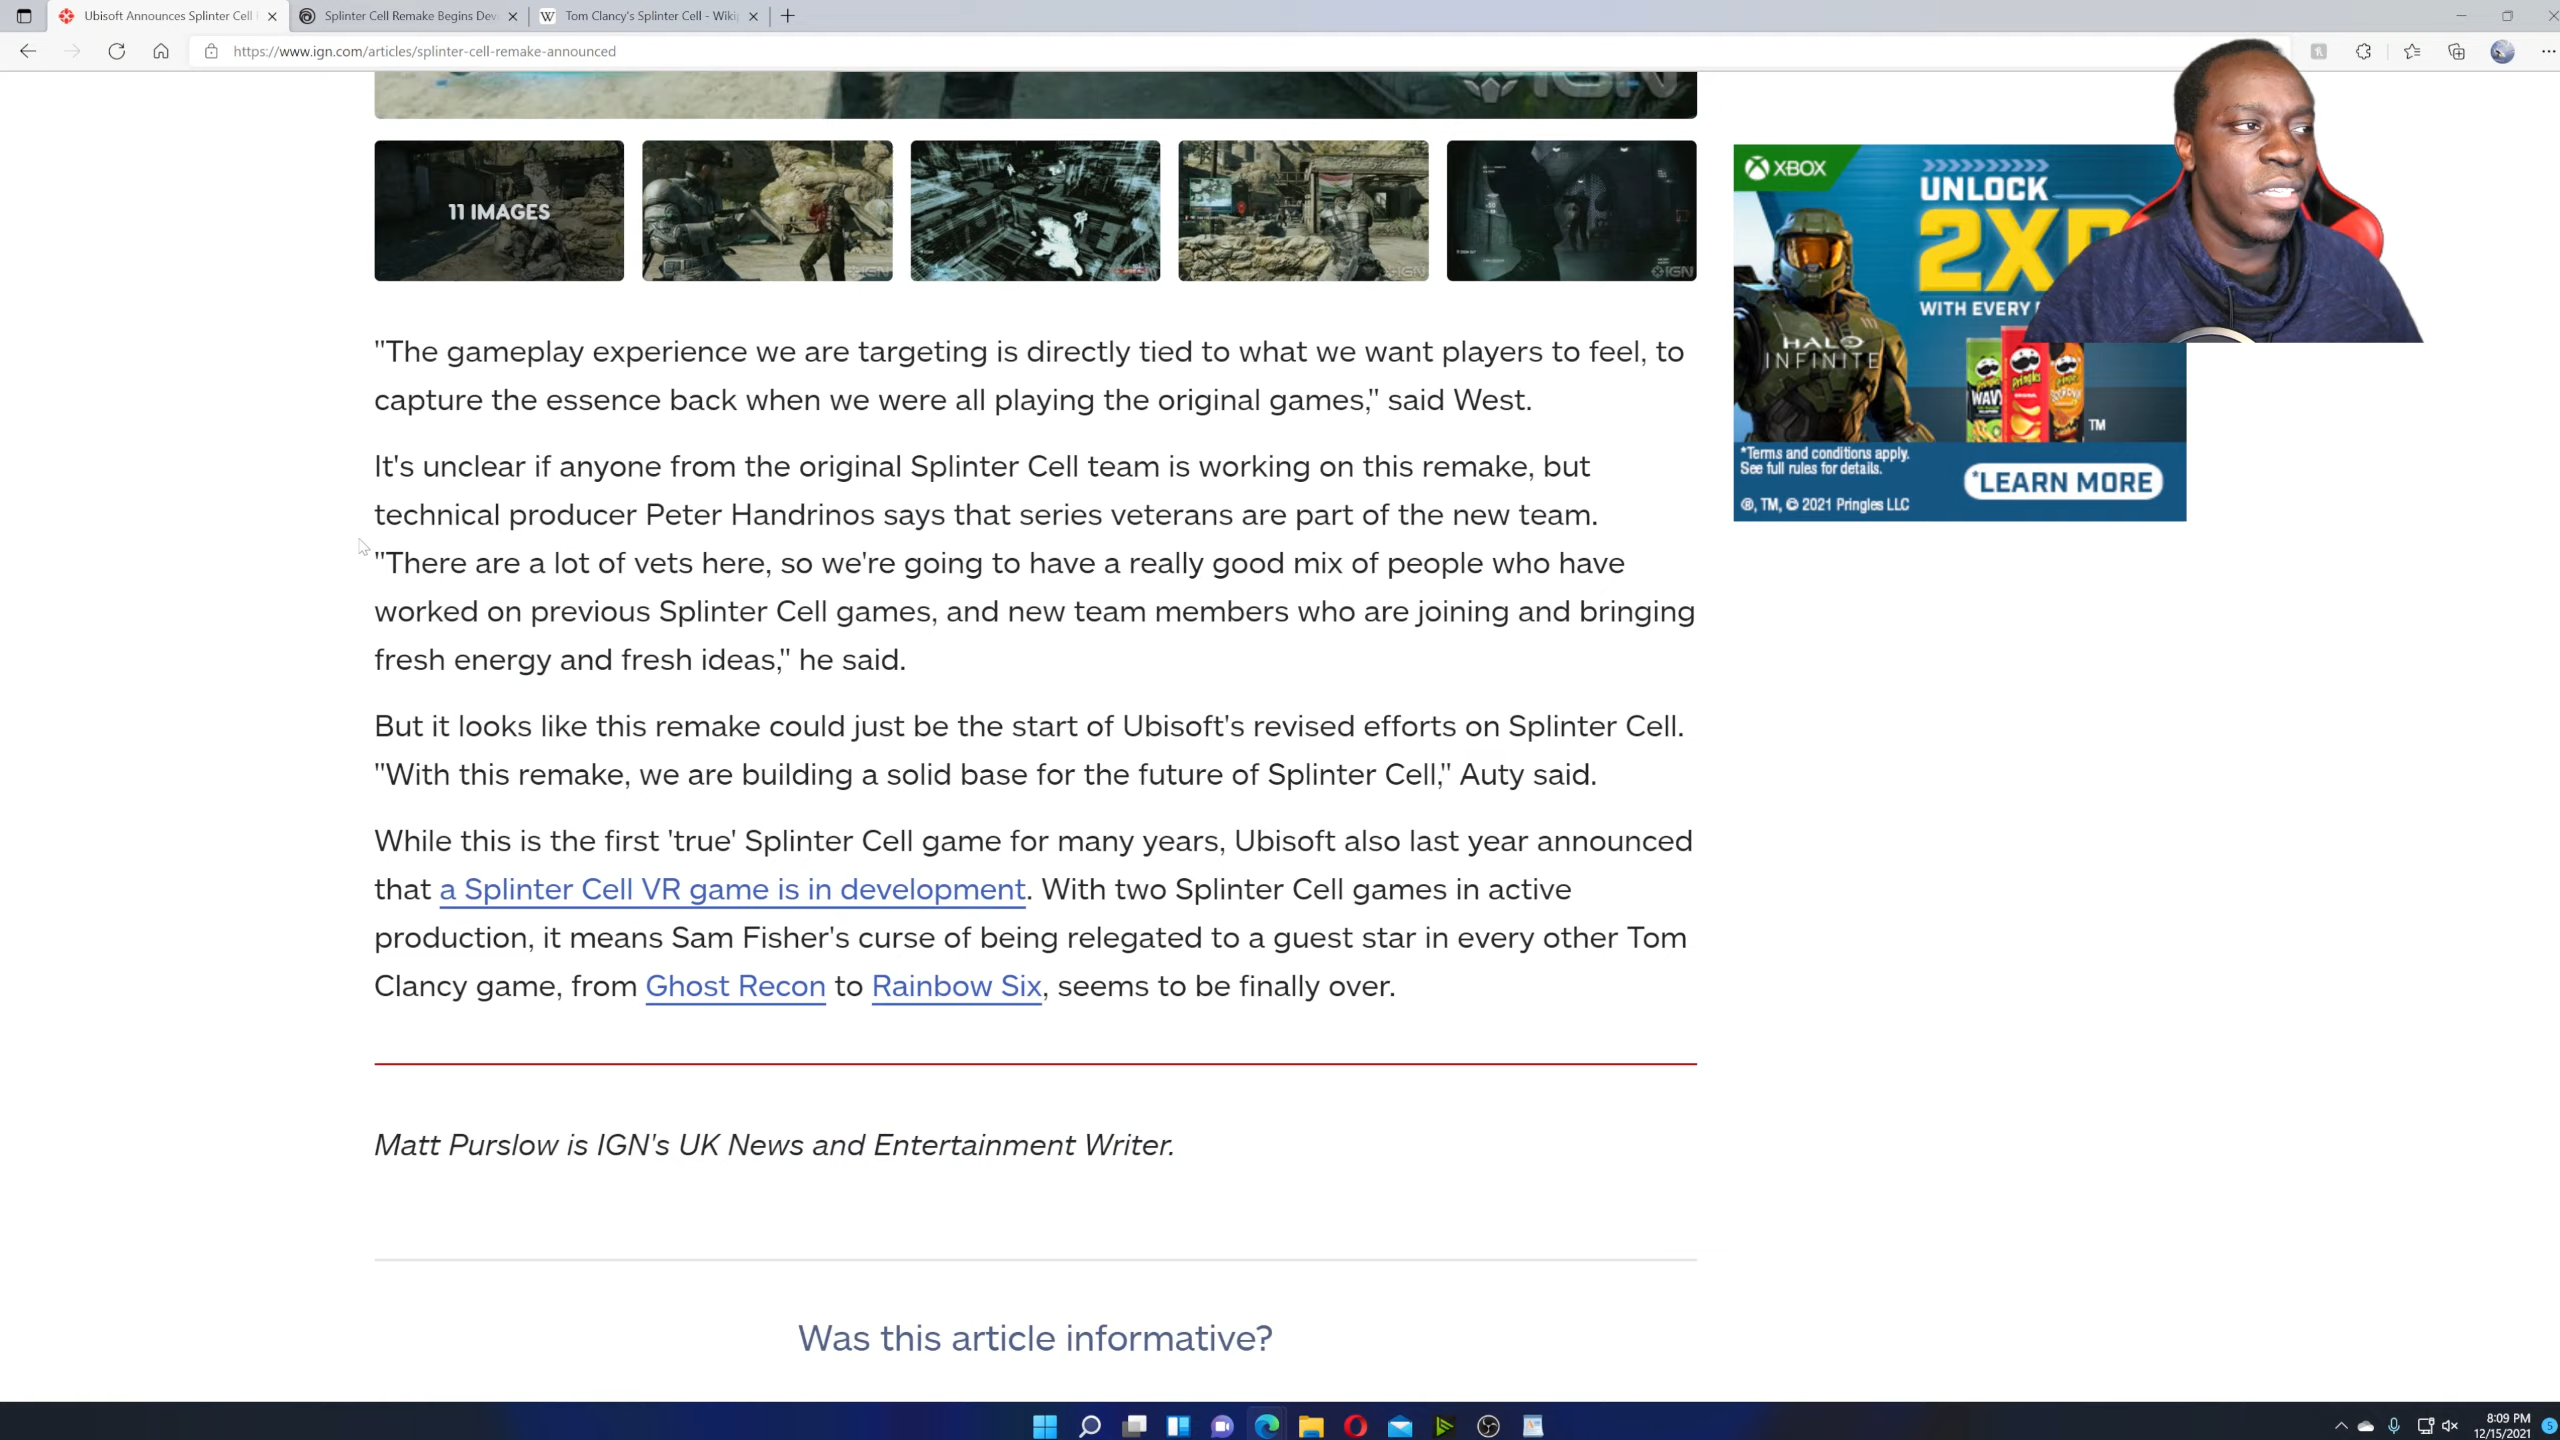 Ubisoft Announces Splinter Cell
Splinter Cell Remake Begins Dev
Tom Clancy's Splinter Cell - Wiki
https://www.ign.com/articles/splinter-cell-remake-announced
IGN
11 IMAGES
IGN
IGN
IGN
IGN
XBOX
UNLOCK
2X
WITH EVERY
HALO
INFINITE
WAVY
Pringles
TM
*Terms and conditions apply.
See full rules for details.
*LEARN MORE
®, TM, © 2021 Pringles LLC
"The gameplay experience we are targeting is directly tied to what we want players to feel, to
capture the essence back when we were all playing the original games," said West.
It's unclear if anyone from the original Splinter Cell team is working on this remake, but
technical producer Peter Handrinos says that series veterans are part of the new team.
"There are a lot of vets here, so we're going to have a really good mix of people who have
worked on previous Splinter Cell games, and new team members who are joining and bringing
fresh energy and fresh ideas," he said.
But it looks like this remake could just be the start of Ubisoft's revised efforts on Splinter Cell.
"With this remake, we are building a solid base for the future of Splinter Cell," Auty said.
While this is the first 'true' Splinter Cell game for many years, Ubisoft also last year announced
that a Splinter Cell VR game is in development. With two Splinter Cell games in active
production, it means Sam Fisher's curse of being relegated to a guest star in every other Tom
Clancy game, from Ghost Recon to Rainbow Six, seems to be finally over.
Matt Purslow is IGN's UK News and Entertainment Writer.
Was this article informative?
8:09 PM
12/15/2021
5